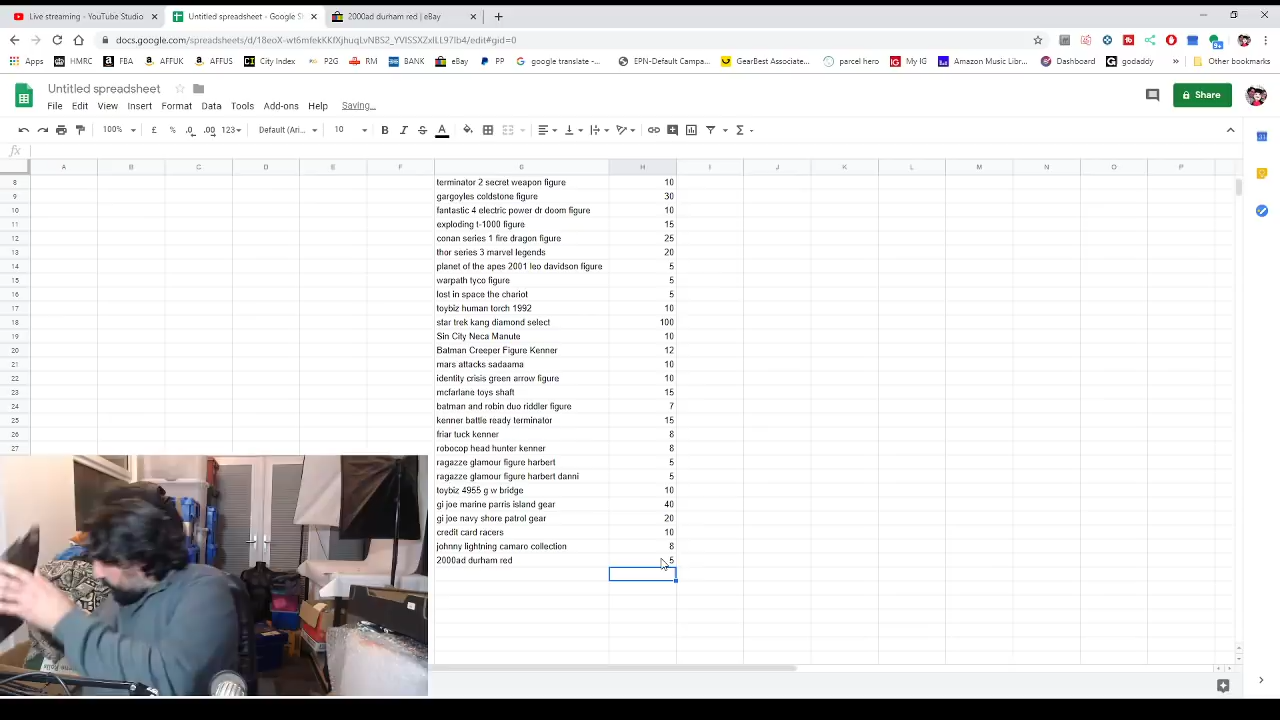 Live streaming - YouTube Studio
Untitled spreadsheet - Google S
2000ad durham red | eBay
Apps HMRC FBA AFFUK AFFUS City Index P2G RM BANK eBay PP google translate -... EPN-Default Campa... GearBest Associate... parcel hero My IG Amazon Music Libr... Dashboard godaddy » Other bookmarks
Untitled spreadsheet
File Edit View Insert Format Data Tools Add-ons Help Saving...
Share
100% £ % .0 .00 123 Default (Ari... 10 B I S A
fx
A B C D E F G H I J K L M N O P
8 terminator 2 secret weapon figure 10
9 gargoyles coldstone figure 30
10 fantastic 4 electric power dr doom figure 10
11 exploding t-1000 figure 15
12 conan series 1 fire dragon figure 25
13 thor series 3 marvel legends 20
14 planet of the apes 2001 leo davidson figure 5
15 warpath tyco figure 5
16 lost in space the chariot 5
17 toybiz human torch 1992 10
18 star trek kang diamond select 100
19 Sin City Neca Manute 10
20 Batman Creeper Figure Kenner 12
21 mars attacks sadaama 10
22 identity crisis green arrow figure 10
23 mcfarlane toys shaft 15
24 batman and robin duo riddler figure 7
25 kenner battle ready terminator 15
26 friar tuck kenner 8
27 robocop head hunter kenner 8
ragazze glamour figure harbert 5
ragazze glamour figure harbert danni 5
toybiz 4955 g w bridge 10
gi joe marine parris island gear 40
gi joe navy shore patrol gear 20
credit card racers 10
johnny lightning camaro collection 8
2000ad durham red 5